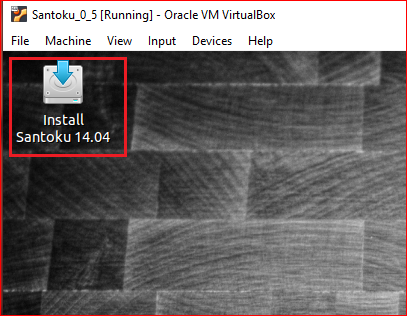 Santoku_0_5 [Running] - Oracle VM VirtualBox
File Machine View Input Devices Help
Install
Santoku 14.04